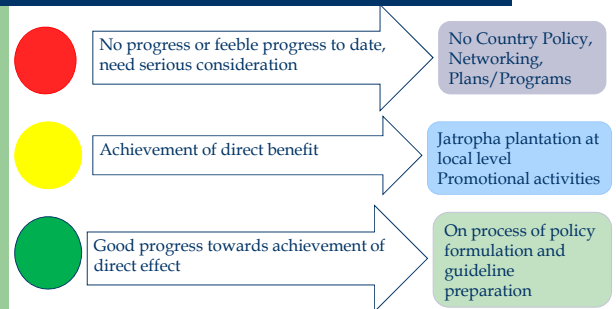 No progress or feeble progress to date,
need serious consideration
No Country Policy,
Networking,
Plans/Programs
Achievement of direct benefit
Jatropha plantation at
local level
Promotional activities
Good progress towards achievement of
direct effect
On process of policy
formulation and
guideline
preparation